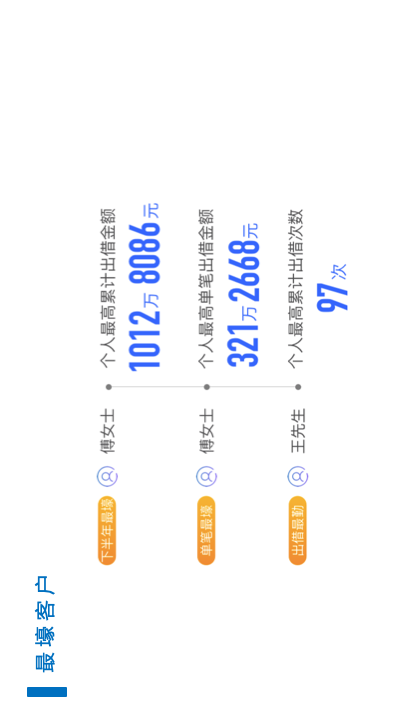 最壕客户
下半年最壕
傅女士
个人最高累计出借金额
1012万8086元
单笔最壕
傅女士
个人最高单笔出借金额
321万2668元
出借最勤
王先生
个人最高累计出借次数
97次